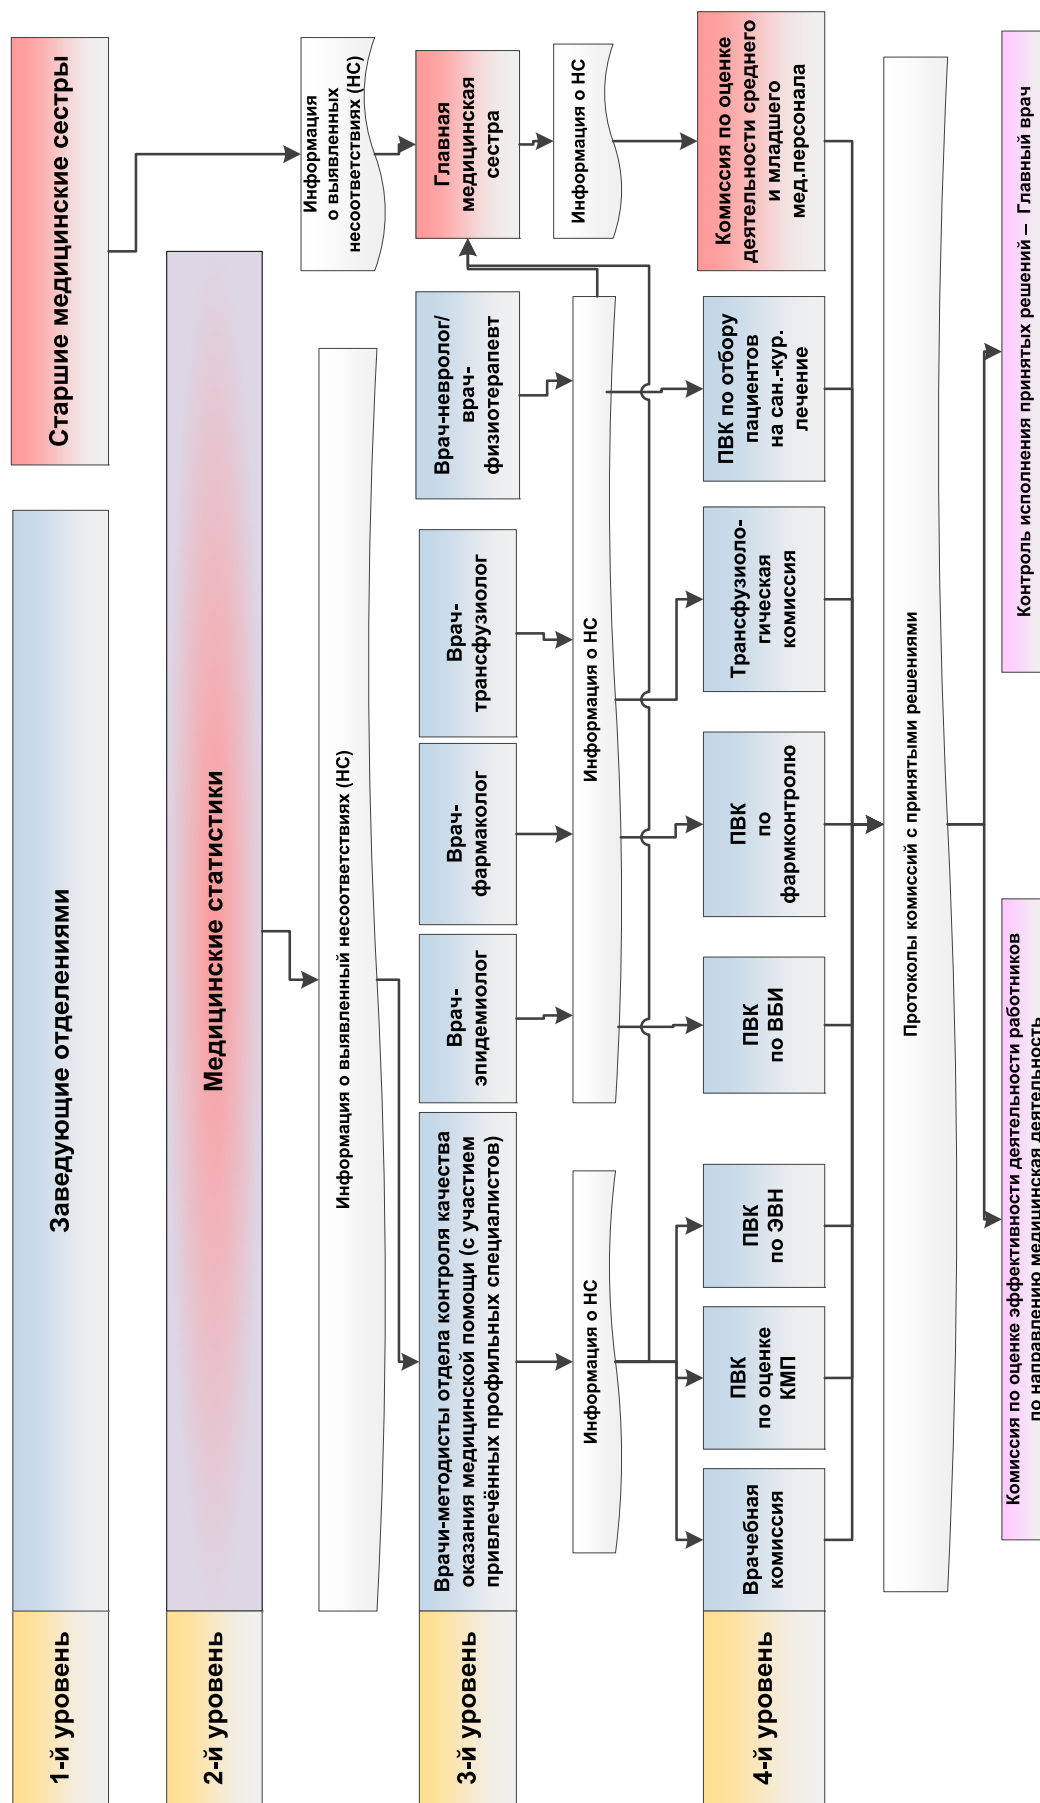 1-й уровень
Заведующие отделениями
Старшие медицинские сестры
2-й уровень
Медицинские статистики
Информация о выявленный несоответствиях (НС)
Информация
о выявленных
несоответствиях (НС)
3-й уровень
Врачи-методисты отдела контроля качества
оказания медицинской помощи (с участием
привлечённых профильных специалистов)
Врач-
эпидемиолог
Врач-
фармаколог
Врач-
трансфузиолог
Врач-невролог/
врач-
физиотерапевт
Главная
медицинская
сестра
Информация о НС
Информация о НС
Информация о НС
4-й уровень
Врачебная
комиссия
ПВК
по оценке
КМП
ПВК
по ЭВН
ПВК
по ВБИ
ПВК
по
фармконтролю
Трансфузиоло-
гическая
комиссия
ПВК по отбору
пациентов
на сан.-кур.
лечение
Комиссия по оценке
деятельности среднего
и младшего
мед.персонала
Протоколы комиссий с принятыми решениями
Комиссия по оценке эффективности деятельности работников
по направлению медицинская деятельность
Контроль исполнения принятых решений – Главный врач